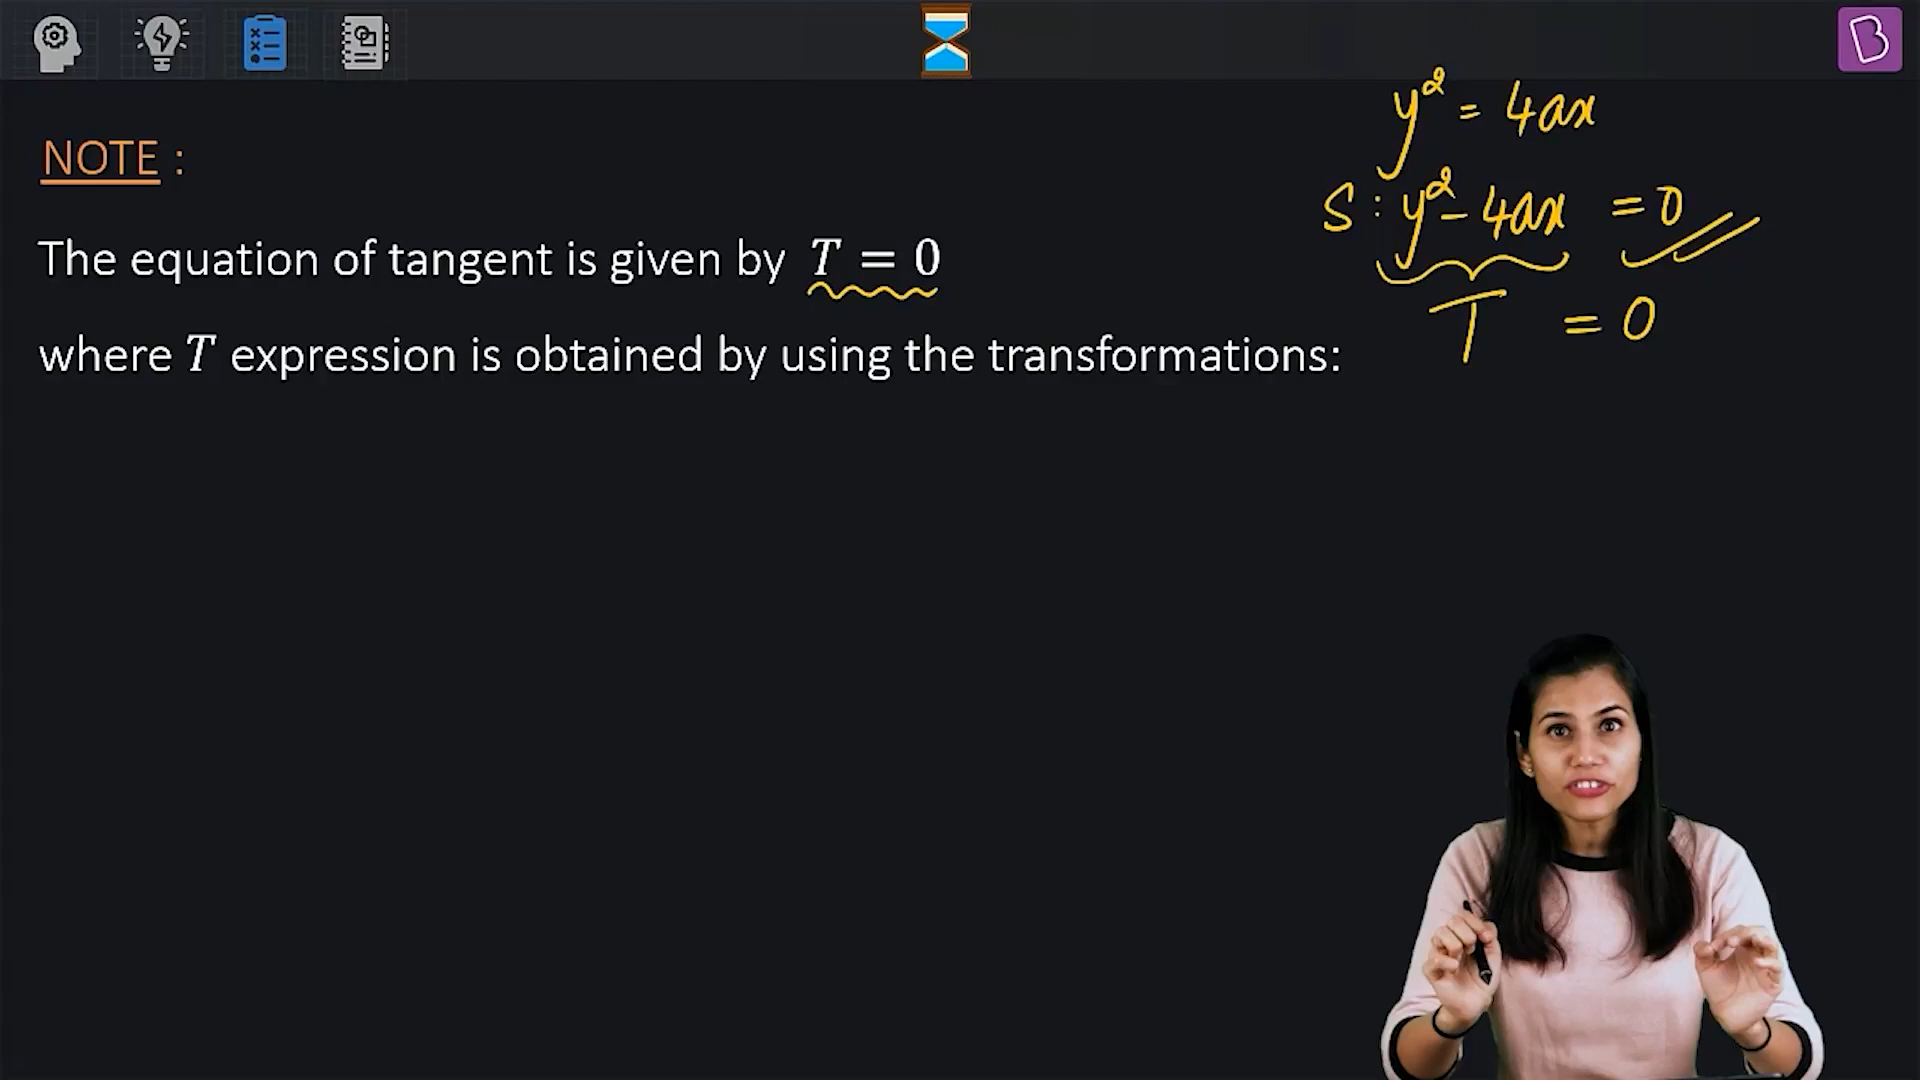 NOTE :
The equation of tangent is given by T = 0
where T expression is obtained by using the transformations:
y² = 4ax
S : y² - 4ax = 0
T = 0
B